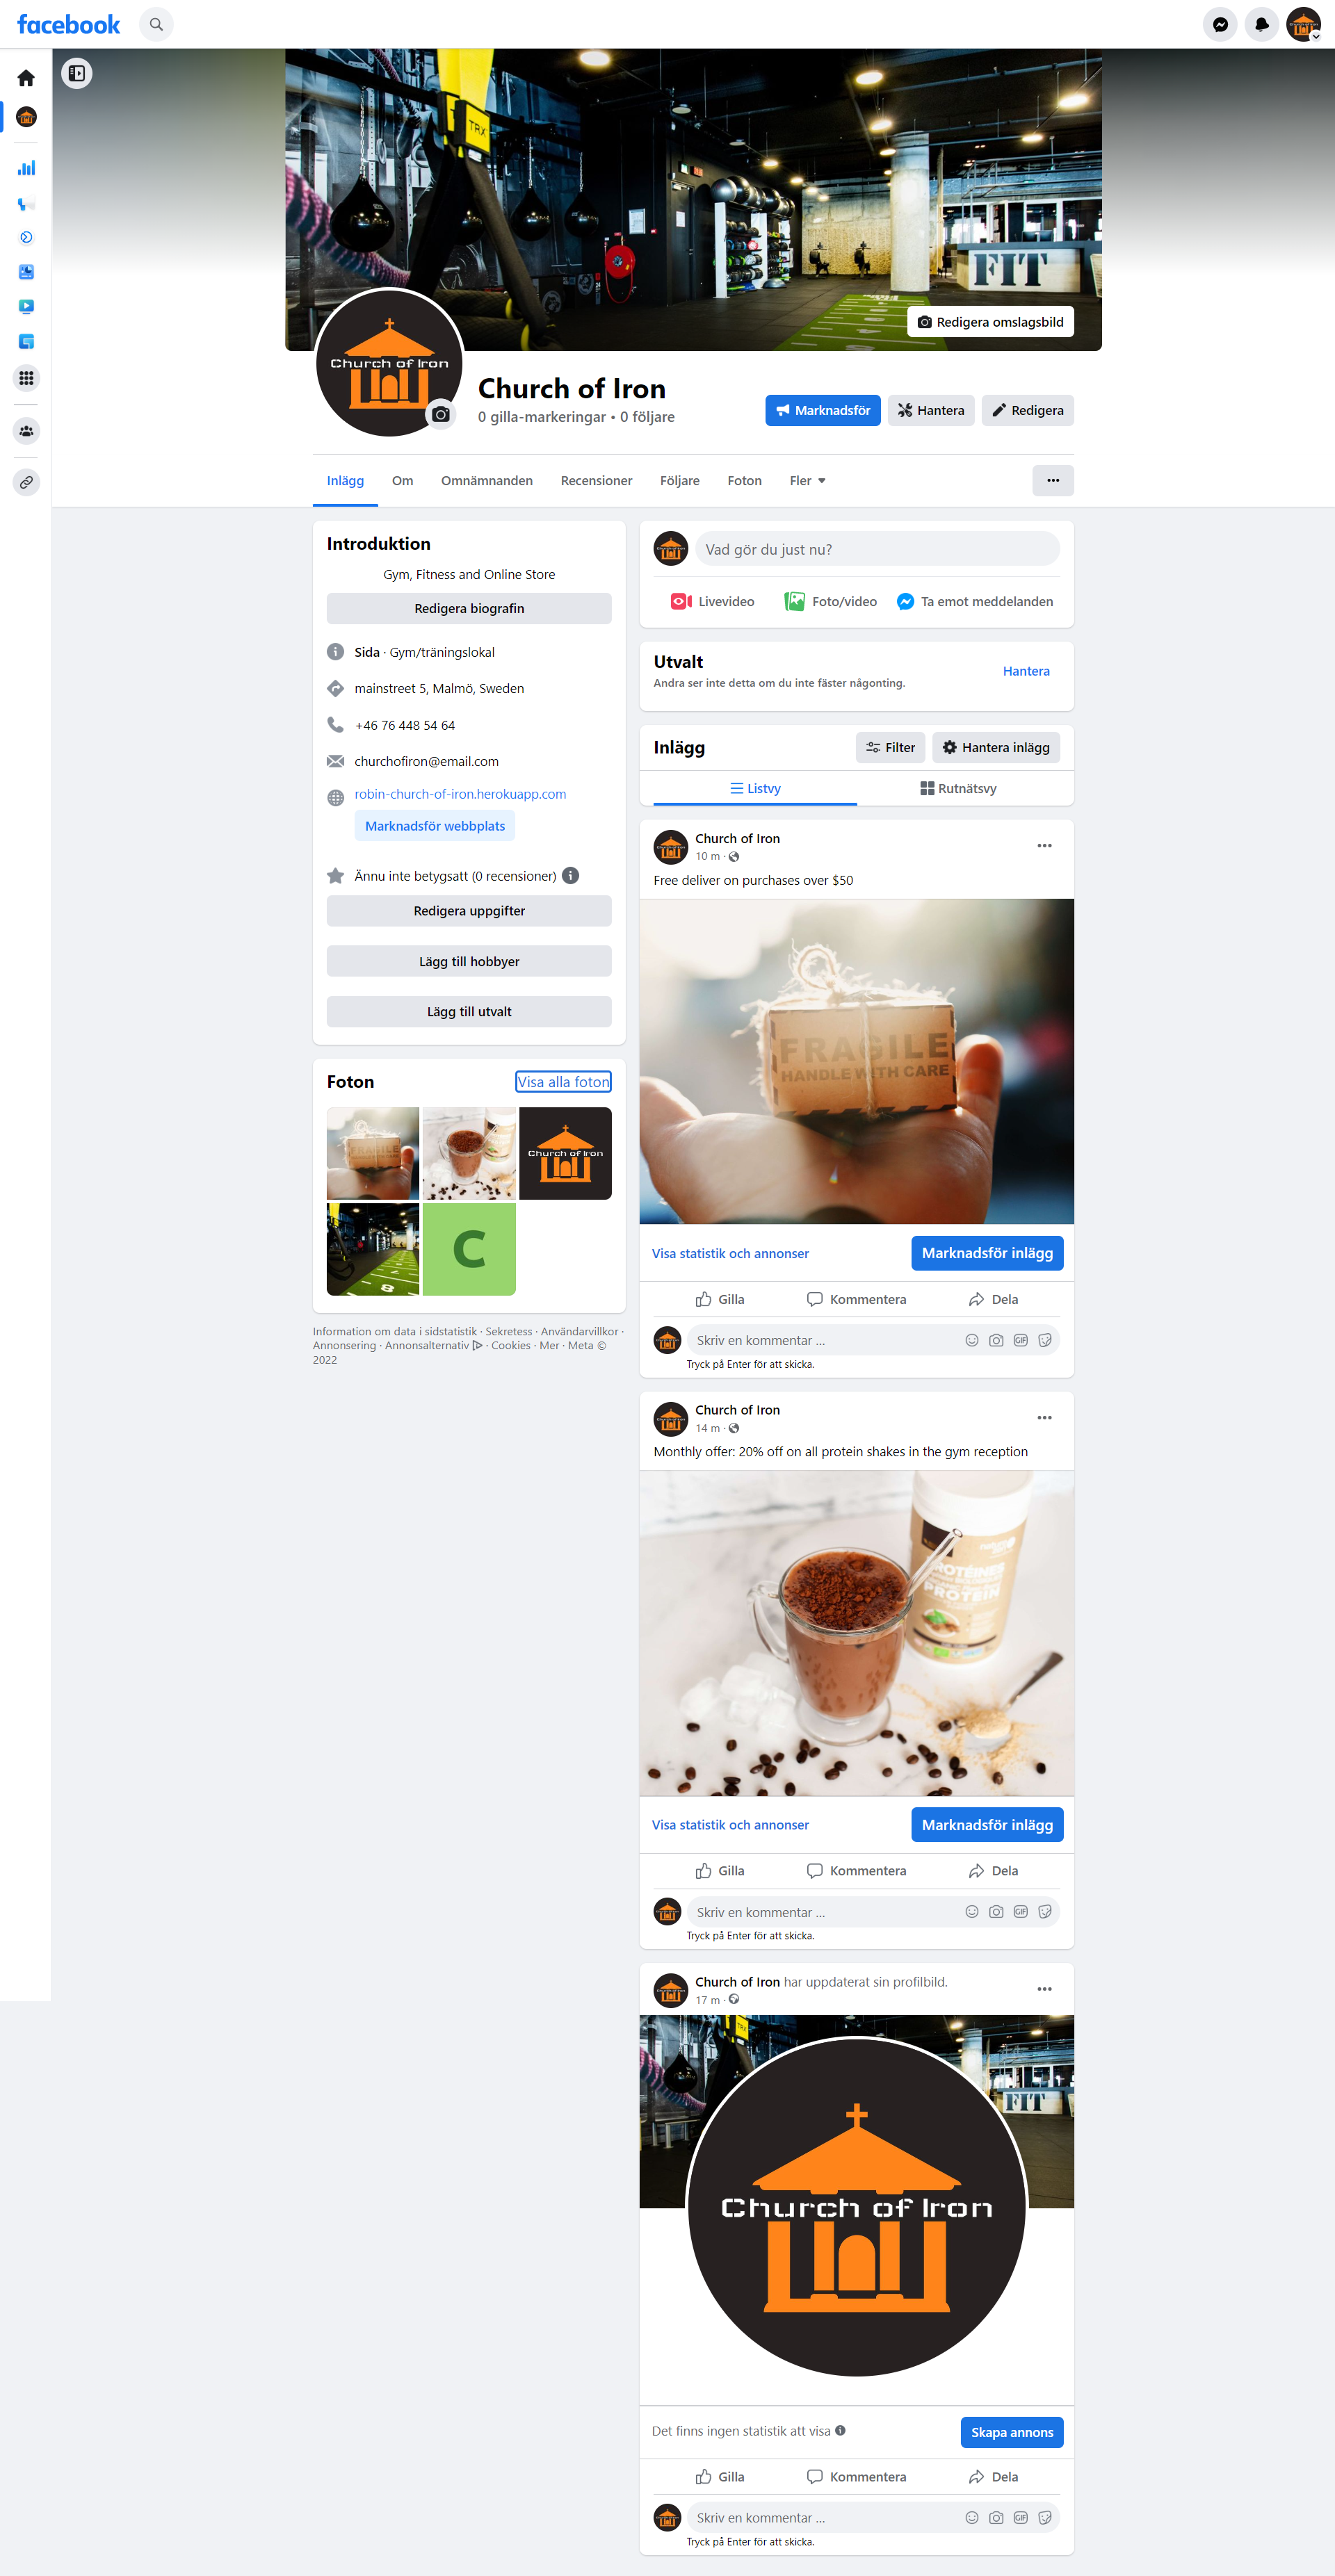 facebook
TRX
FIT
Redigera omslagsbild
Church of Iron
Church of Iron
0 gilla-markeringar • 0 följare
Marknadsför
Hantera
Redigera
Inlägg
Om
Omnämnanden
Recensioner
Följare
Foton
Fler
Introduktion
Gym, Fitness and Online Store
Redigera biografin
Sida · Gym/träningslokal
mainstreet 5, Malmö, Sweden
+46 76 448 54 64
churchofiron@email.com
robin-church-of-iron.herokuapp.com
Marknadsför webbplats
Ännu inte betygsatt (0 recensioner)
Redigera uppgifter
Lägg till hobbyer
Lägg till utvalt
Foton
Visa alla foton
Church of Iron
C
Information om data i sidstatistik · Sekretess · Användarvillkor ·
Annonsering · Annonsalternativ · Cookies · Mer · Meta ©
2022
Vad gör du just nu?
Livevideo
Foto/video
Ta emot meddelanden
Utvalt
Andra ser inte detta om du inte fäster någonting.
Hantera
Inlägg
Filter
Hantera inlägg
Listvy
Rutnätsvy
Church of Iron
10 m ·
Free deliver on purchases over $50
FRAGILE
HANDLE WITH CARE
Visa statistik och annonser
Marknadsför inlägg
Gilla
Kommentera
Dela
Skriv en kommentar ...
GIF
Tryck på Enter för att skicka.
Church of Iron
14 m ·
Monthly offer: 20% off on all protein shakes in the gym reception
PROTEIN
Visa statistik och annonser
Marknadsför inlägg
Gilla
Kommentera
Dela
Skriv en kommentar ...
GIF
Tryck på Enter för att skicka.
Church of Iron har uppdaterat sin profilbild.
17 m ·
TRX
FIT
Church of Iron
Det finns ingen statistik att visa
Skapa annons
Gilla
Kommentera
Dela
Skriv en kommentar ...
GIF
Tryck på Enter för att skicka.